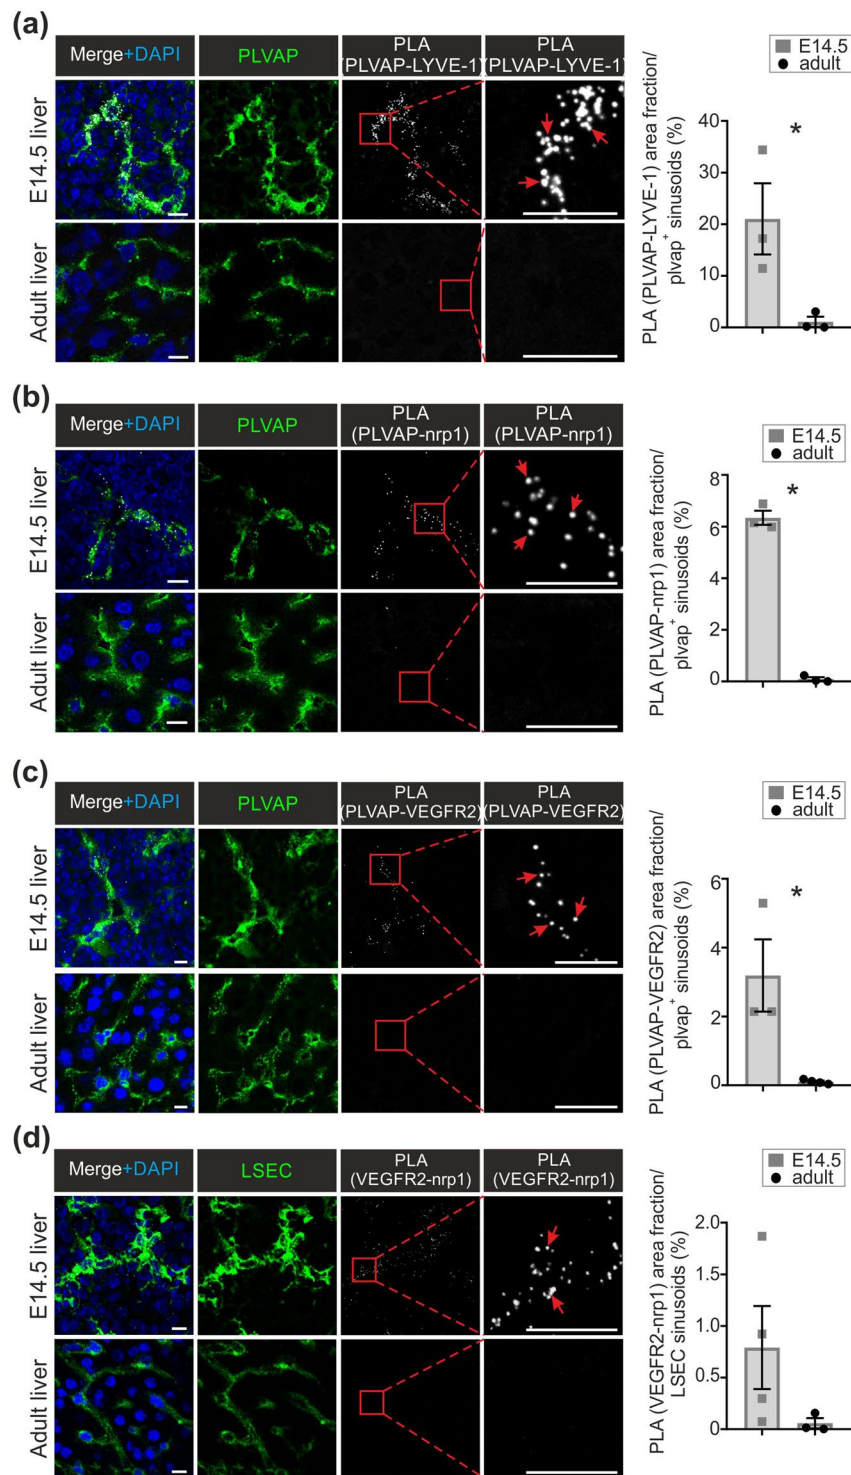 (a)
Merge+DAPI
PLVAP
PLA
(PLVAP-LYVE-1)
PLA
(PLVAP-LYVE-1)
E14.5 liver
Adult liver
E14.5
adult
PLA (PLVAP-LYVE-1) area fraction/
plvap+ sinusoids (%)
40
30
20
10
0
*
(b)
Merge+DAPI
PLVAP
PLA
(PLVAP-nrp1)
PLA
(PLVAP-nrp1)
E14.5 liver
Adult liver
E14.5
adult
PLA (PLVAP-nrp1) area fraction/
plvap+ sinusoids (%)
8
6
4
2
0
*
(c)
Merge+DAPI
PLVAP
PLA
(PLVAP-VEGFR2)
PLA
(PLVAP-VEGFR2)
E14.5 liver
Adult liver
E14.5
adult
PLA (PLVAP-VEGFR2) area fraction/
plvap+ sinusoids (%)
6
4
2
0
*
(d)
Merge+DAPI
LSEC
PLA
(VEGFR2-nrp1)
PLA
(VEGFR2-nrp1)
E14.5 liver
Adult liver
E14.5
adult
PLA (VEGFR2-nrp1) area fraction/
LSEC sinusoids (%)
2.0
1.5
1.0
0.5
0